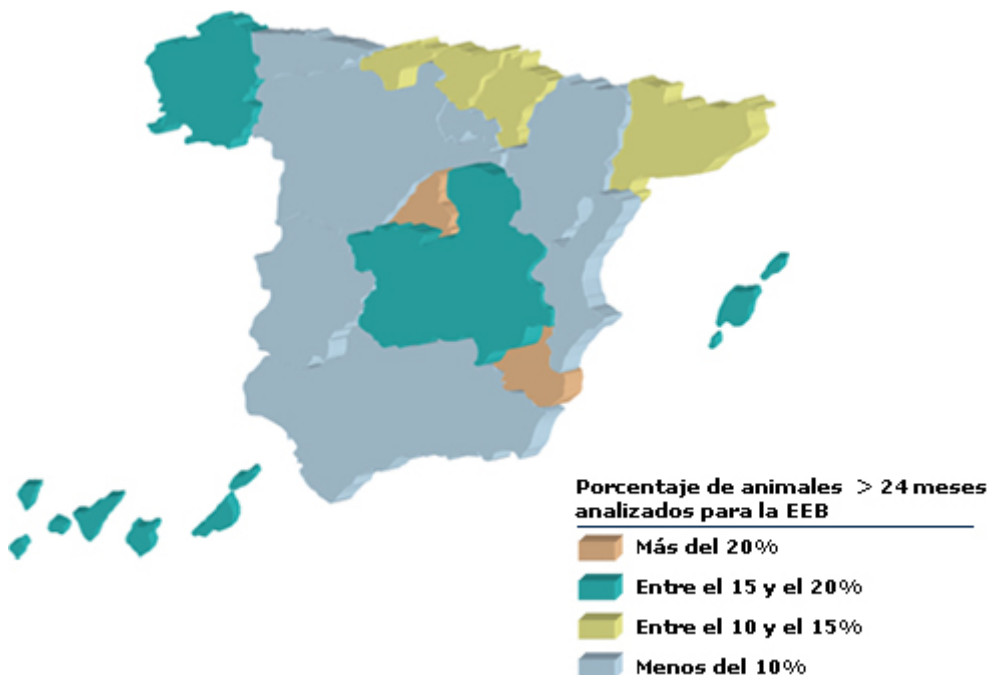 Porcentaje de animales > 24 meses
analizados para la EEB
Más del 20%
Entre el 15 y el 20%
Entre el 10 y el 15%
Menos del 10%